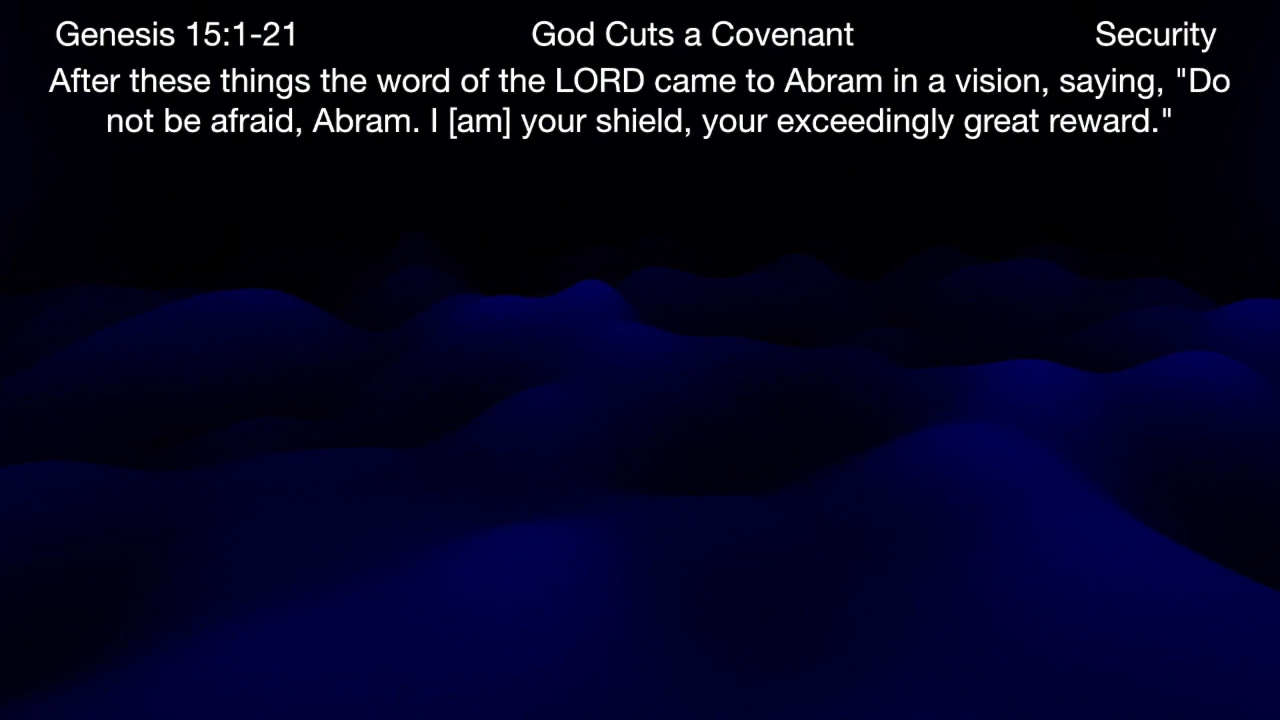 Genesis 15:1-21 God Cuts a Covenant Security
After these things the word of the LORD came to Abram in a vision, saying, "Do
not be afraid, Abram. I [am] your shield, your exceedingly great reward."